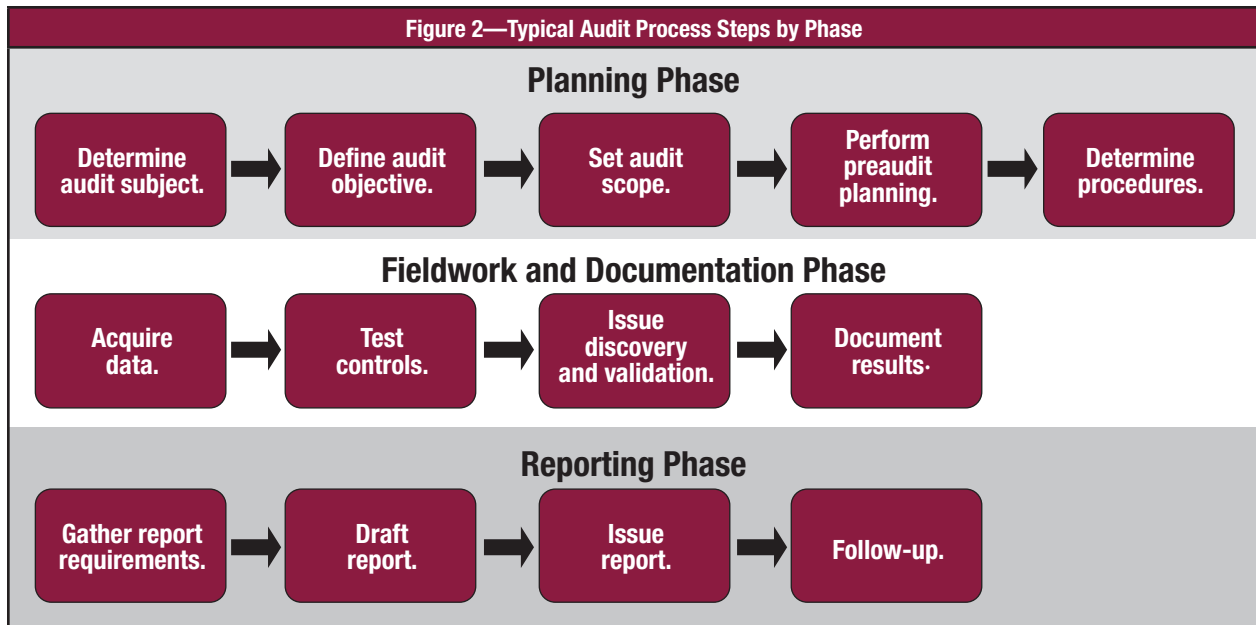 Figure 2—Typical Audit Process Steps by Phase
Planning Phase
Determine
audit subject.
Define audit
objective.
Set audit
scope.
Perform
preaudit
planning.
Determine
procedures.
Fieldwork and Documentation Phase
Acquire
data.
Test
controls.
Issue
discovery
and validation.
Document
results·
Reporting Phase
Gather report
requirements.
Draft
report.
Issue
report.
Follow-up.